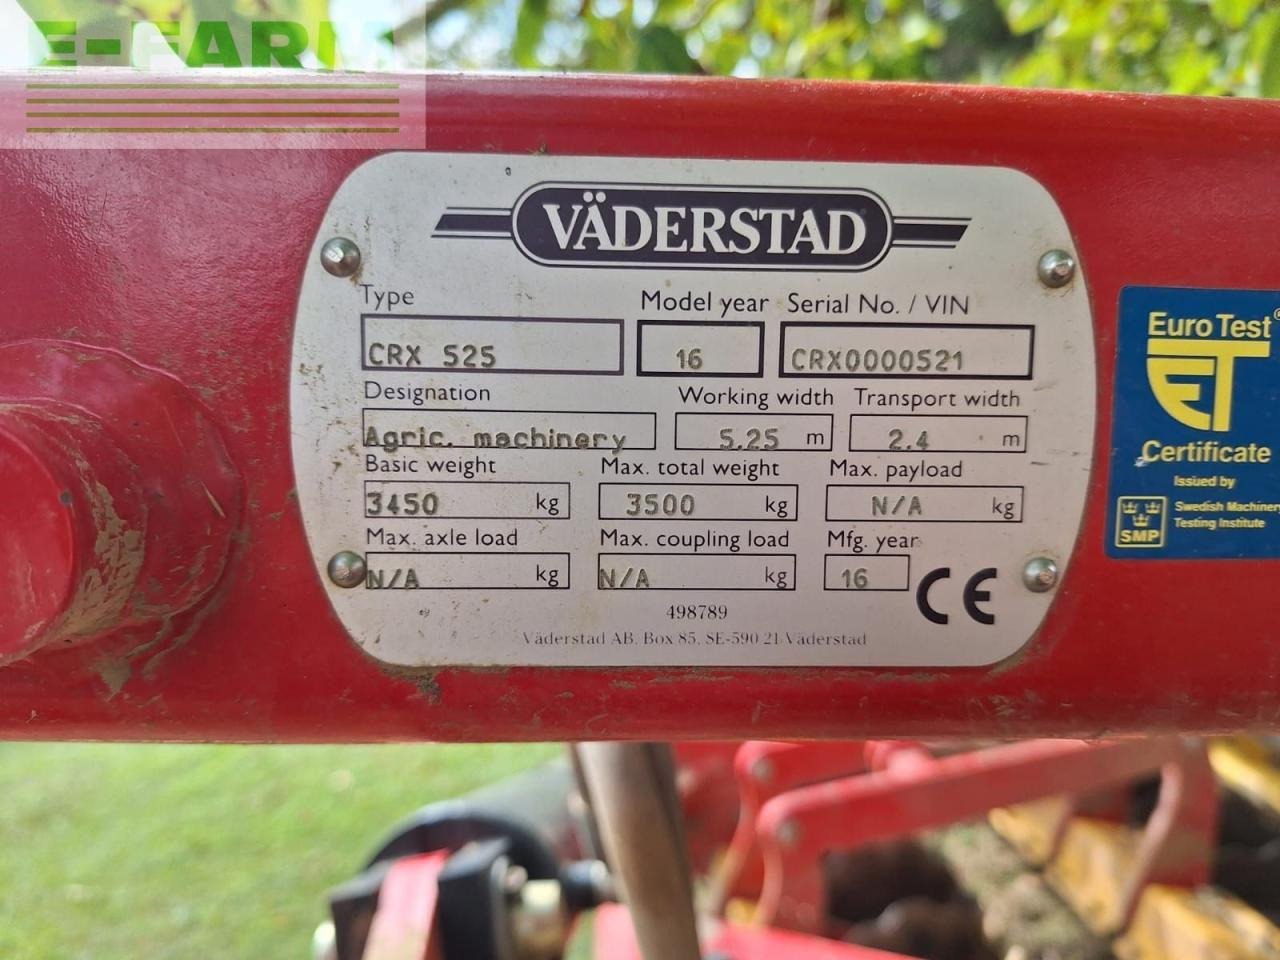 E-FARM
VÄDERSTAD
Type Model year Serial No. / VIN
CRX 525 16 CRX0000521
Designation Working width Transport width
Agric. machinery 5.25 m 2.4 m
Basic weight Max. total weight Max. payload
3450 kg 3500 kg N/A kg
Max. axle load Max. coupling load Mfg. year
N/A kg N/A kg 16 CE
498789
Väderstad AB, Box 85, SE-590 21 Väderstad
Euro Test
ET
Certificate
Issued by
Swedish Machinery
Testing Institute
SMP